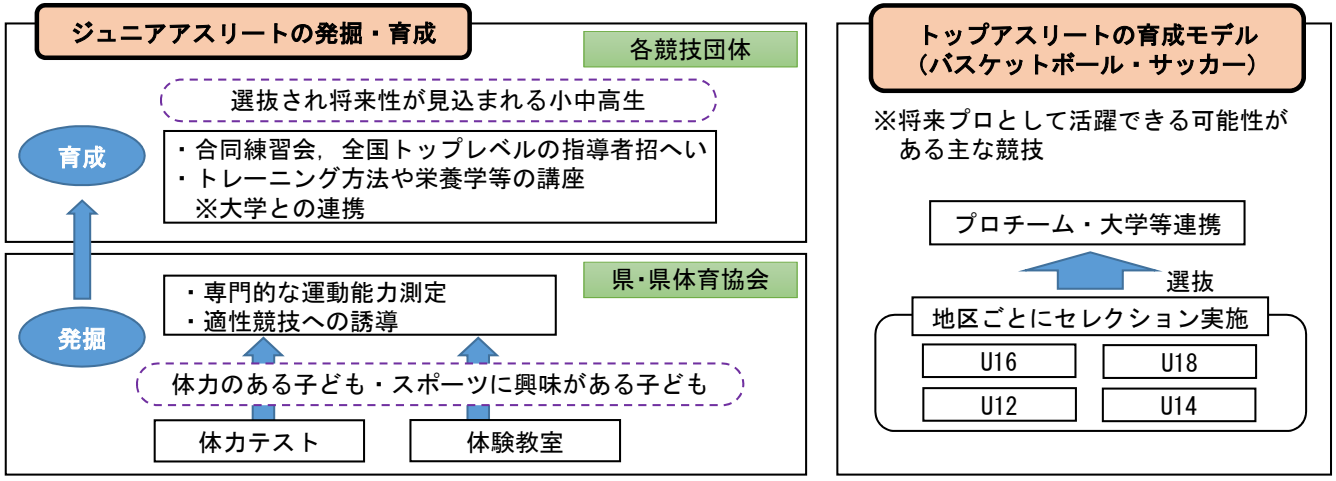 ジュニアアスリートの発掘・育成
各競技団体
選抜され将来性が見込まれる小中高生
育成
・合同練習会，全国トップレベルの指導者招へい
・トレーニング方法や栄養学等の講座
※大学との連携
県・県体育協会
・専門的な運動能力測定
・適性競技への誘導
発掘
体力のある子ども・スポーツに興味がある子ども
体力テスト
体験教室
トップアスリートの育成モデル
（バスケットボール・サッカー）
※将来プロとして活躍できる可能性が
ある主な競技
プロチーム・大学等連携
選抜
地区ごとにセレクション実施
U16
U18
U12
U14